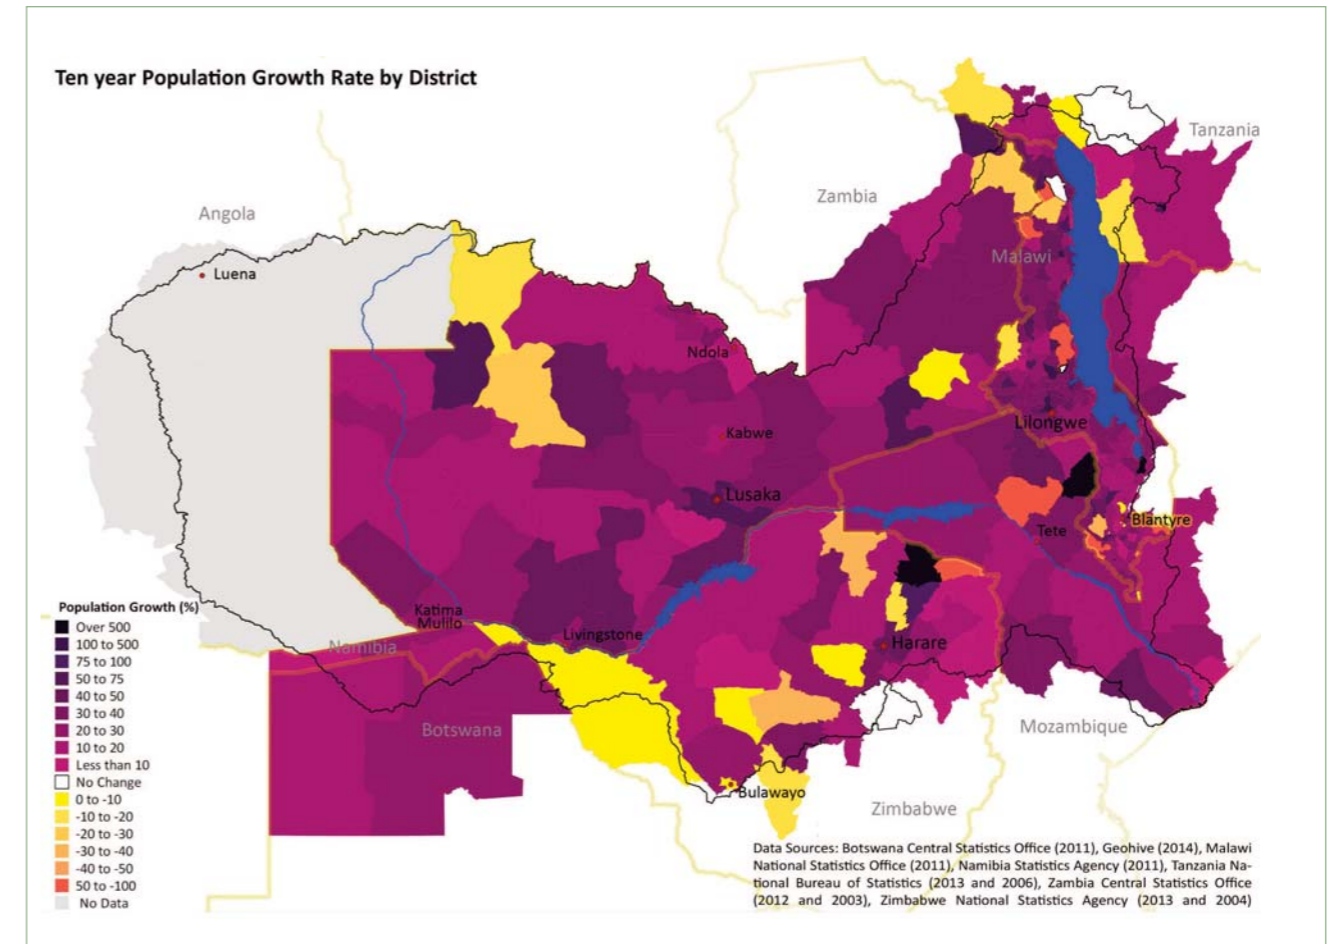 Ten year Population Growth Rate by District
Tanzania
Zambia
Angola
Malawi
Luena
Ndola
Lilongwe
Kabwe
Lusaka
Blantyre
Tete
Katima
Mulilo
Livingstone
Harare
Namibia
Botswana
Mozambique
Bulawayo
Zimbabwe
Population Growth (%)
Over 500
100 to 500
75 to 100
50 to 75
40 to 50
30 to 40
20 to 30
10 to 20
Less than 10
No Change
0 to -10
-10 to -20
-20 to -30
-30 to -40
-40 to -50
50 to -100
No Data
Data Sources: Botswana Central Statistics Office (2011), Geohive (2014), Malawi
National Statistics Office (2011), Namibia Statistics Agency (2011), Tanzania Na-
tional Bureau of Statistics (2013 and 2006), Zambia Central Statistics Office
(2012 and 2003), Zimbabwe National Statistics Agency (2013 and 2004)